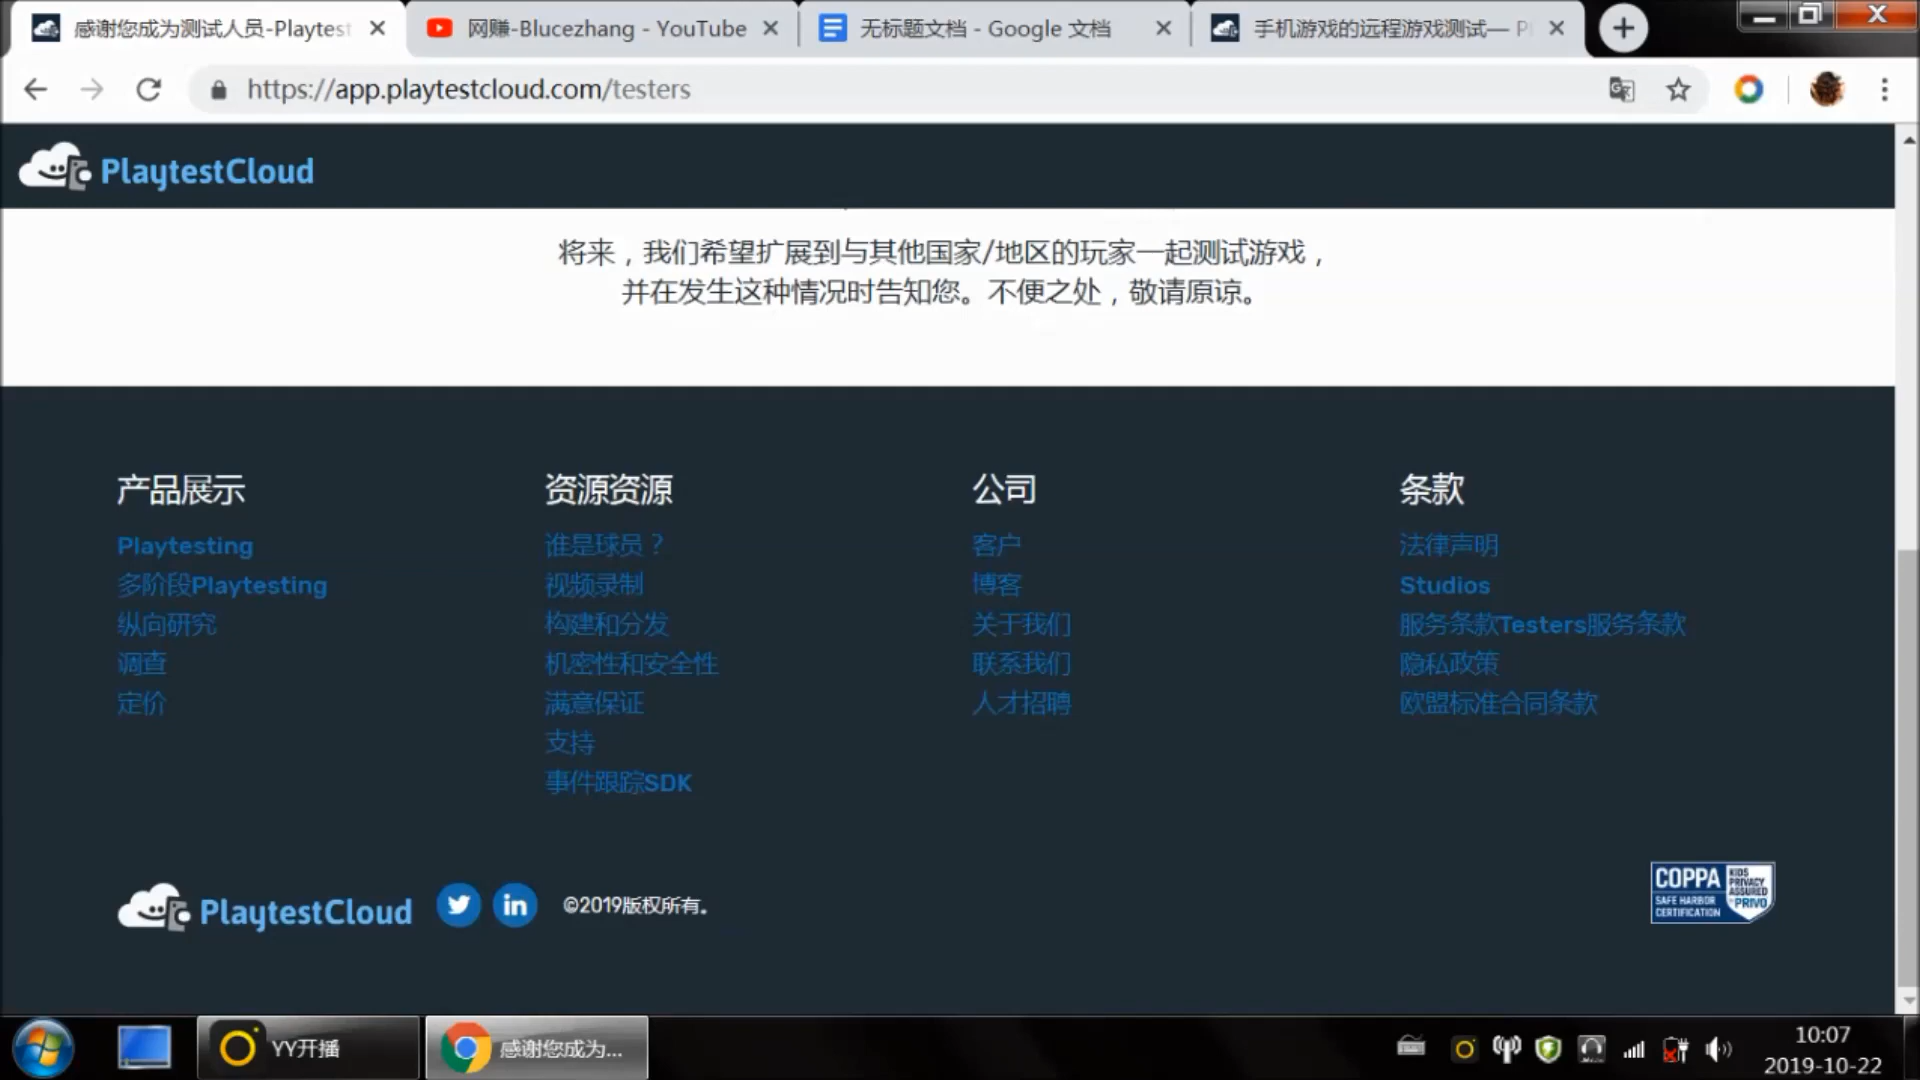 感谢您成为测试人员-Playtest
网赚-Blucezhang - YouTube
无标题文档 - Google 文档
手机游戏的远程游戏测试— Pl
https://app.playtestcloud.com/testers
PlaytestCloud
将来，我们希望扩展到与其他国家/地区的玩家一起测试游戏，
并在发生这种情况时告知您。不便之处，敬请原谅。
产品展示
Playtesting
多阶段Playtesting
纵向研究
调查
定价
资源资源
谁是球员？
视频录制
构建和分发
机密性和安全性
满意保证
支持
事件跟踪SDK
公司
客户
博客
关于我们
联系我们
人才招聘
条款
法律声明
Studios
服务条款Testers服务条款
隐私政策
欧盟标准合同条款
PlaytestCloud
©2019版权所有。
COPPA
SAFE HARBOR
CERTIFICATION
KIDS
PRIVACY
ASSURED
by PRIVO
YY开播
感谢您成为...
10:07
2019-10-22